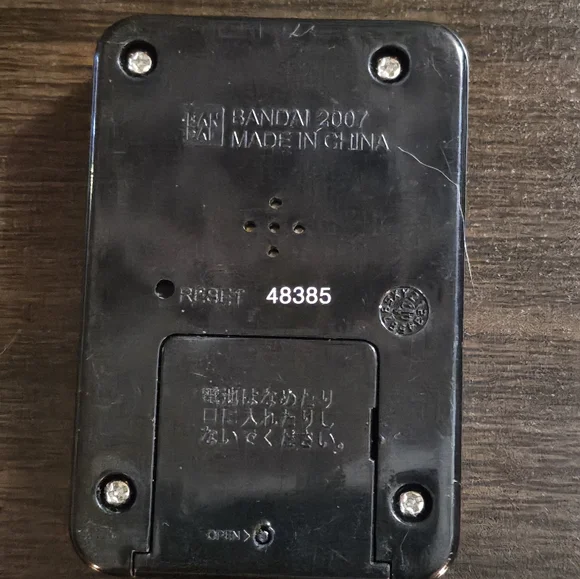 BAN
DAI
BANDAI 2007
MADE IN CHINA
RESET 48385
電池はなめたり
口に入れたりし
ないでください。
OPEN>